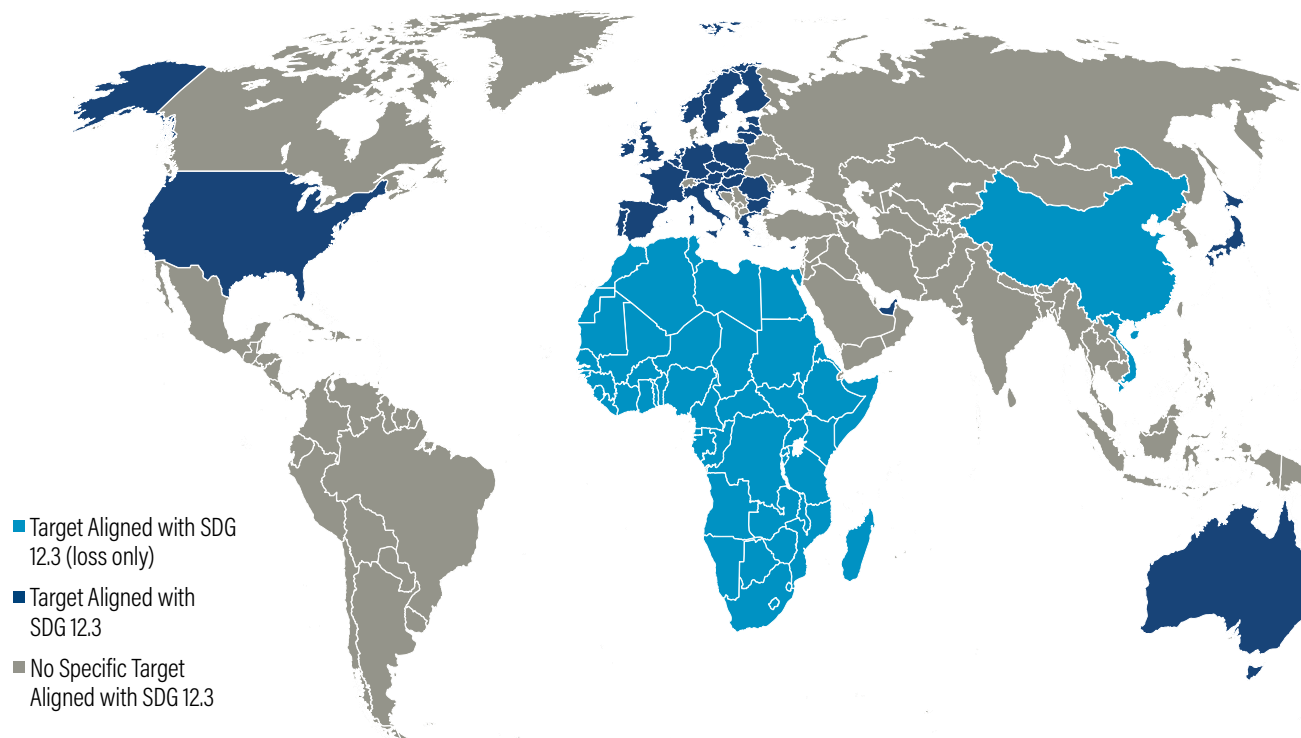 Target Aligned with SDG
12.3 (loss only)
Target Aligned with
SDG 12.3
No Specific Target
Aligned with SDG 12.3